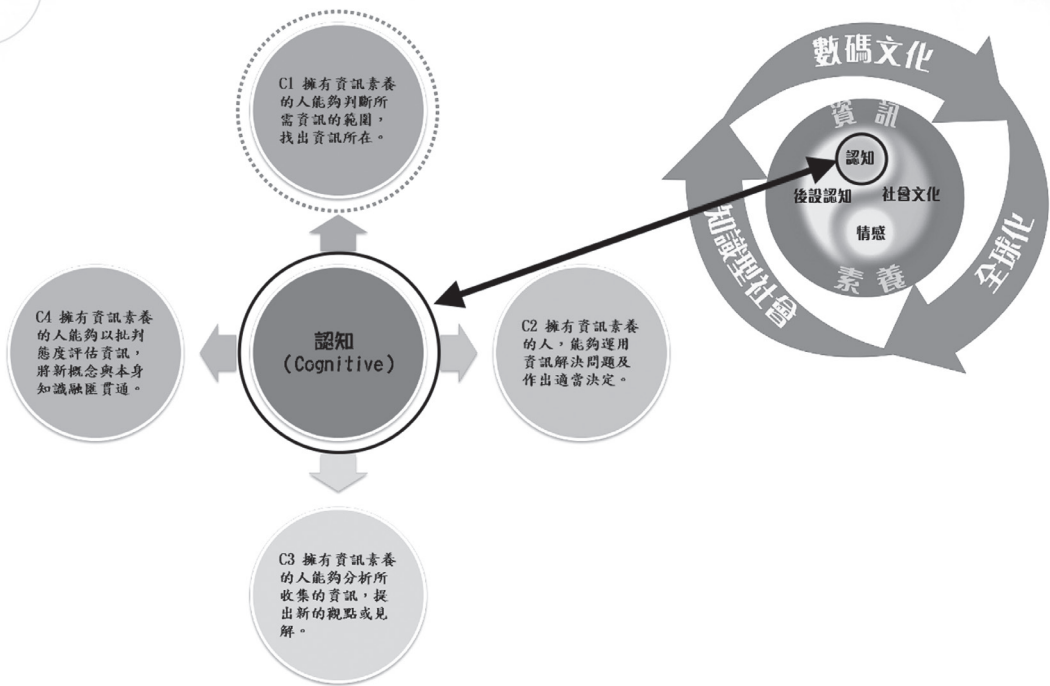 C1 擁有資訊素養
的人能夠判斷所
需資訊的範圍，
找出資訊所在。
數碼文化
資訊
認知
後設認知
社會文化
情感
素養
知識型社會
全球化
C4 擁有資訊素養
的人能夠以批判
態度評估資訊，
將新概念與本身
知識融匯貫通。
認知
(Cognitive)
C2 擁有資訊素養
的人，能夠運用
資訊解決問題及
作出適當決定。
C3 擁有資訊素養
的人能夠分析所
收集的資訊，提
出新的觀點或見
解。